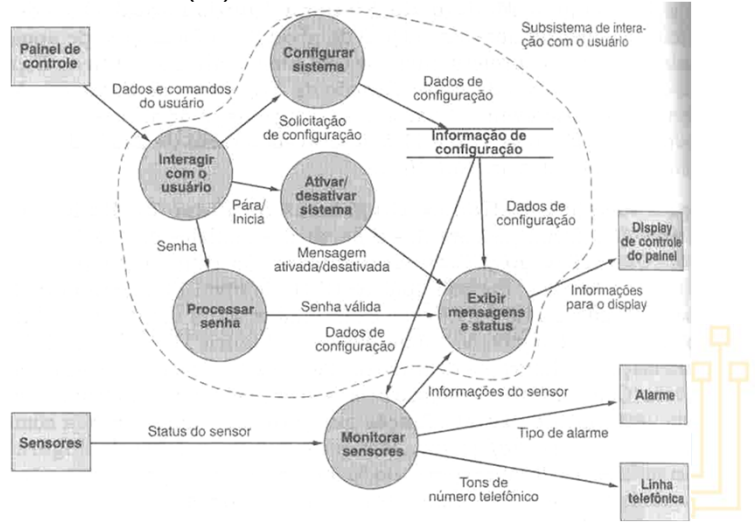 Painel de
controle
Configurar
sistema
Subsistema de intera-
ção com o usuário
Dados e comandos
do usuário
Dados de
configuração
Solicitação
de configuração
Informação de
configuração
Interagir
com o
usuário
Ativar/
desativar
sistema
Pára/
Inicia
Dados de
configuração
Senha
Mensagem
ativada/desativada
Display
de controle
do painel
Processar
senha
Senha válida
Exibir
mensagens
e status
Informações
para o display
Dados de
configuração
Informações do sensor
Alarme
Sensores
Status do sensor
Monitorar
sensores
Tipo de alarme
Tons de
número telefônico
Linha
telefônica